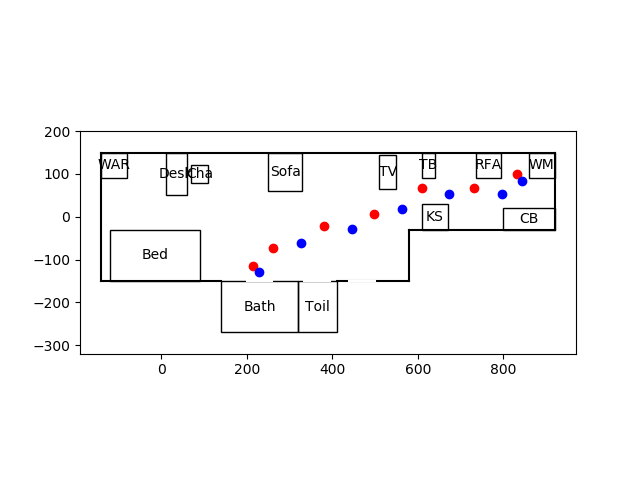 200
100
0
−100
−200
−300
WAR
Desk
Cha
Sofa
TV
TB
RFA
WM
KS
CB
Bed
Bath
Toil
0
200
400
600
800